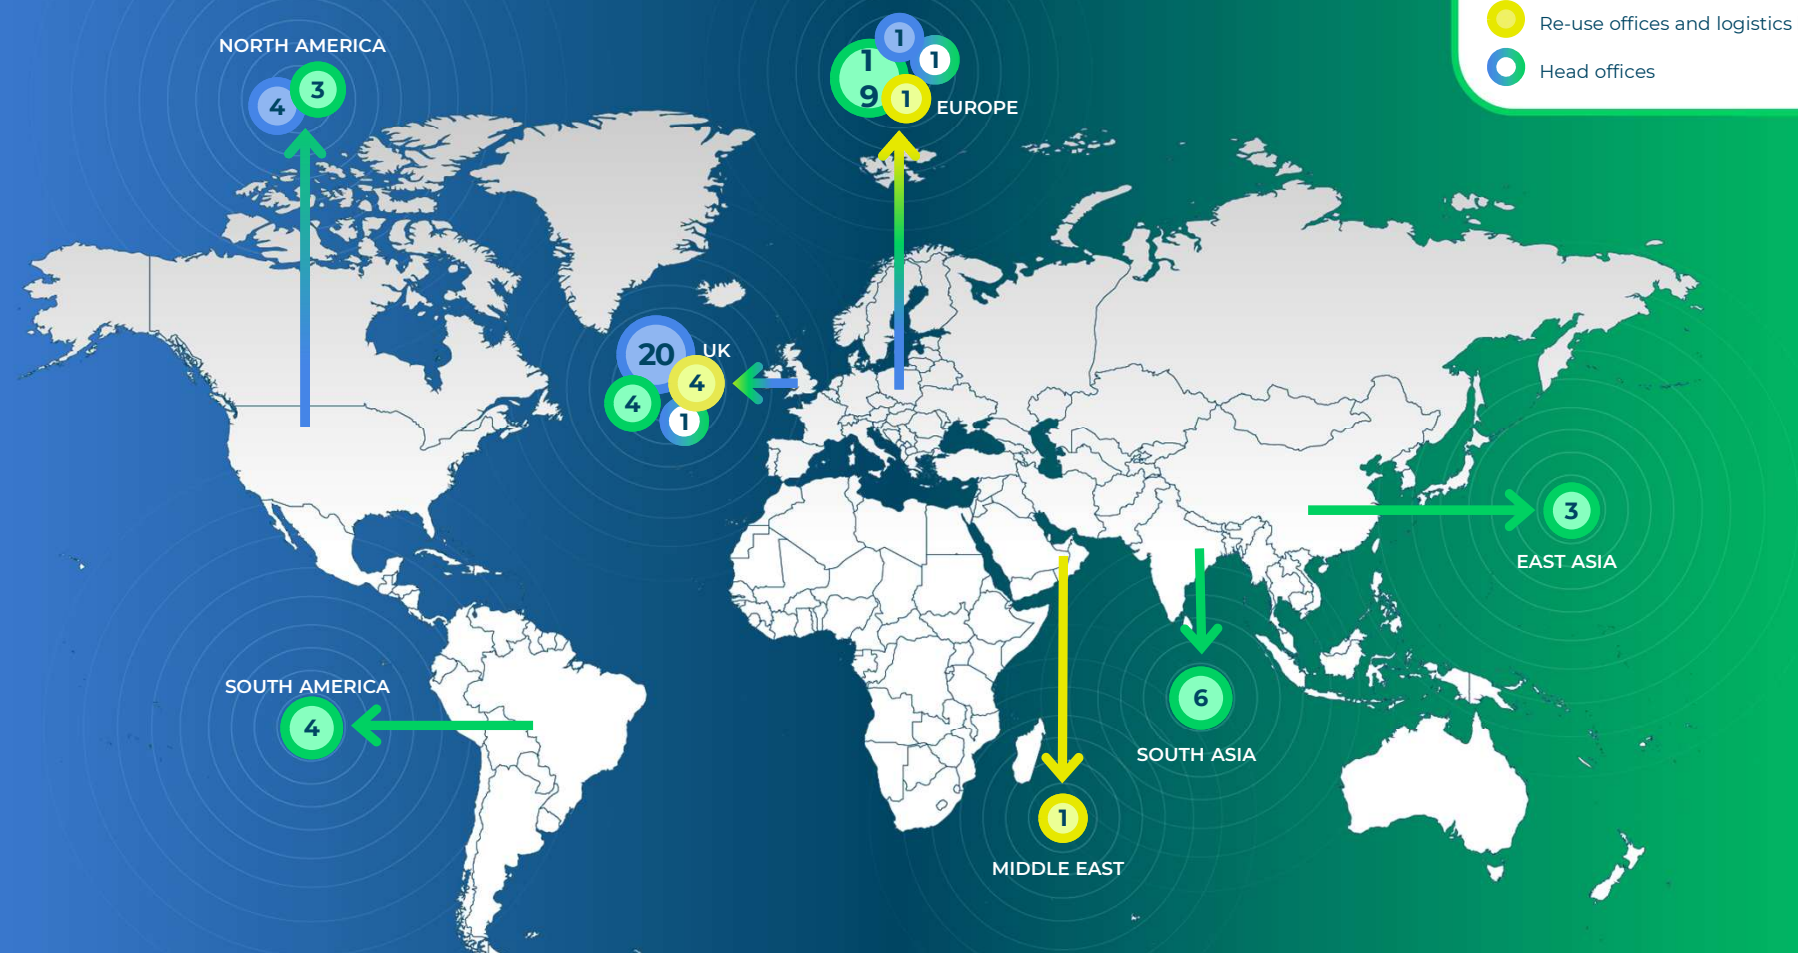 NORTH AMERICA
4
3
1
1
1
9
1
EUROPE
Re-use offices and logistics
Head offices
20
UK
4
4
1
3
EAST ASIA
SOUTH AMERICA
4
6
SOUTH ASIA
1
MIDDLE EAST